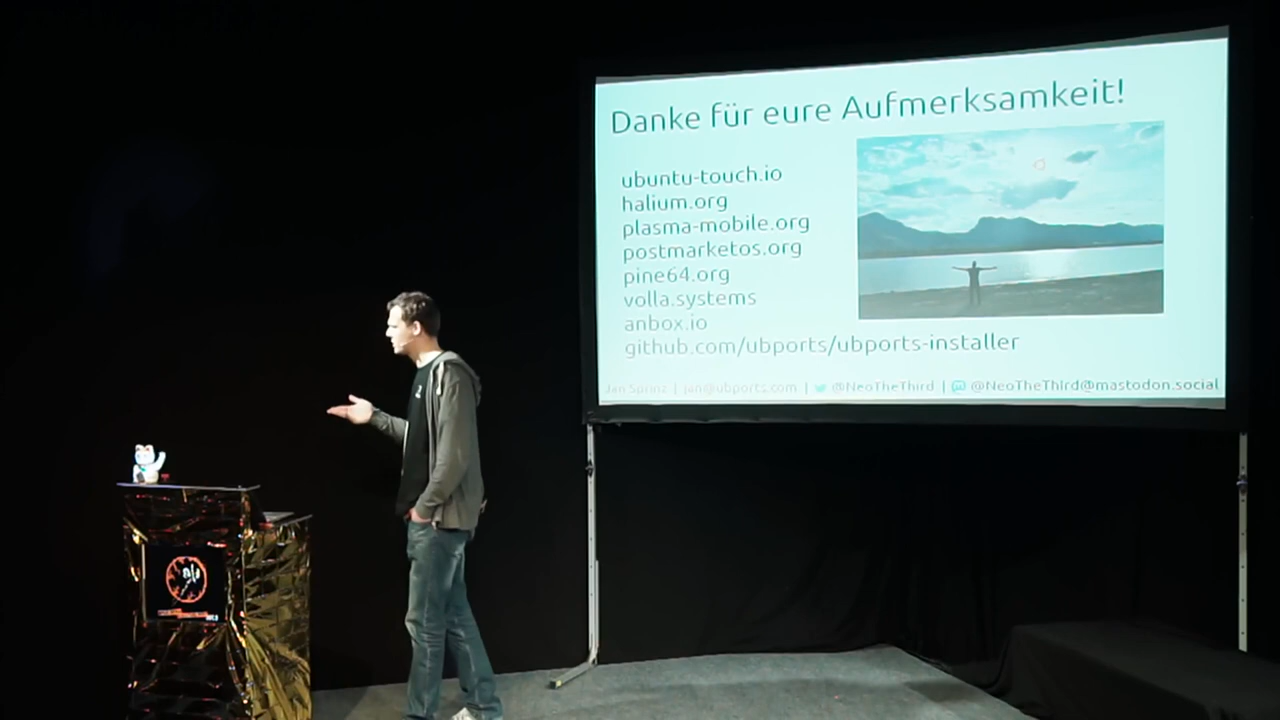 Danke für eure Aufmerksamkeit!
ubuntu-touch.io
halium.org
plasma-mobile.org
postmarketos.org
pine64.org
volla.systems
anbox.io
github.com/ubports/ubports-installer
Jan Sprinz | jan@ubports.com | @NeoTheThird | @NeoTheThird@mastodon.social